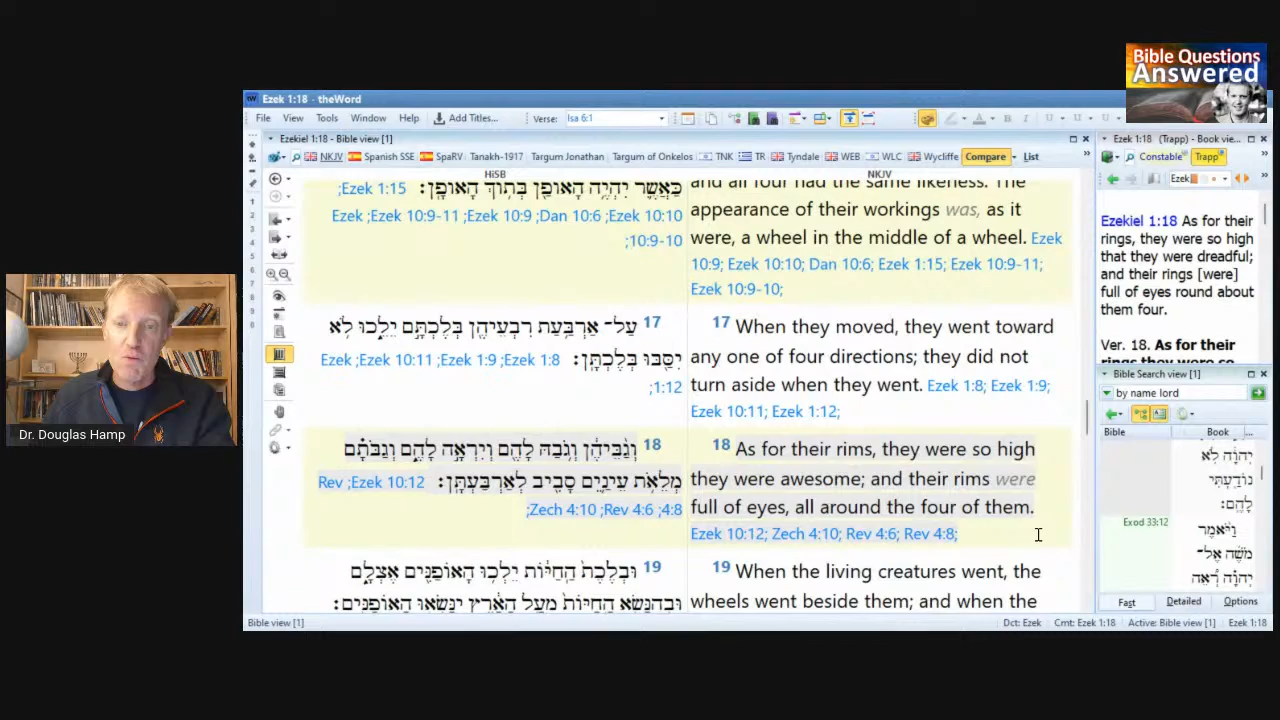 Bible Questions
Answered
Ezek 1:18 - theWord
File View Tools Window Help Add Titles... Verse: Isa 6:1
Ezekiel 1:18 - Bible view [1]
NKJV Spanish SSE SpaRV Tanakh-1917 Targum Jonathan Targum of Onkelos TNK TR Tyndale WEB WLC Wycliffe Compare List
HiSB
כַּאֲשֶׁ֛ר יִהְיֶ֥ה הָאוֹפַ֖ן בְּת֥וֹךְ הָאוֹפָֽן׃ Ezek 1:15;
Ezek 10:10; Dan 10:6; Ezek 10:9; Ezek 10:9-11; Ezek
10:9-10;
17 עַל־ אַרְבַּ֥עַת רִבְעֵיהֶ֖ן בְּלֶכְתָּ֣ם יֵלֵ֑כוּ לֹ֥א
יִסַּ֖בּוּ בְּלֶכְתָּֽן׃ Ezek 1:8; Ezek 1:9; Ezek 10:11; Ezek
1:12;
18 וְגַ֨בֵּיהֶ֔ן וְגֹ֥בַהּ לָהֶ֖ם וְיִרְאָ֣ה לָהֶ֑ם וְגַבֹּתָ֗ם
מְלֵאֹ֥ת עֵינַ֛יִם סָבִ֖יב לְאַרְבַּעְתָּֽן׃ Ezek 10:12; Rev
4:8; Rev 4:6; Zech 4:10;
19 וּבְלֶ֙כֶת֙ הַֽחַיּ֔וֹת יֵלְכ֥וּ הָאוֹפַנִּ֖ים אֶצְלָ֑ם
וּבְהִנָּשֵׂ֤א הַֽחַיּוֹת֙ מֵעַ֣ל הָאָ֔רֶץ יִנָּשְׂא֖וּ הָאוֹפַנִּֽים׃
NKJV
and all four had the same likeness. The
appearance of their workings was, as it
were, a wheel in the middle of a wheel. Ezek
10:9; Ezek 10:10; Dan 10:6; Ezek 1:15; Ezek 10:9-11;
Ezek 10:9-10;
17 When they moved, they went toward
any one of four directions; they did not
turn aside when they went. Ezek 1:8; Ezek 1:9;
Ezek 10:11; Ezek 1:12;
18 As for their rims, they were so high
they were awesome; and their rims were
full of eyes, all around the four of them.
Ezek 10:12; Zech 4:10; Rev 4:6; Rev 4:8;
19 When the living creatures went, the
wheels went beside them; and when the
Ezek 1:18 (Trapp) - Book vie...
Constable Trapp
Ezek
Ezekiel 1:18 As for their
rings, they were so high
that they were dreadful;
and their rings [were]
full of eyes round about
them four.
Ver. 18. As for their
rings they were so
Bible Search view [1]
by name lord
Bible Book ...
יְהוָ֔ה לֹ֥א
נוֹדַ֖עְתִּי
לָהֶֽם׃
Exod 33:12
וַיֹּ֨אמֶר
מֹשֶׁ֜ה אֶל־
יְהוָ֗ה רְ֠אֵה
Fast Detailed Options
Bible view [1] Dct: Ezek Cmt: Ezek 1:18 Active: Bible view [1] Ezek 1:18
Dr. Douglas Hamp